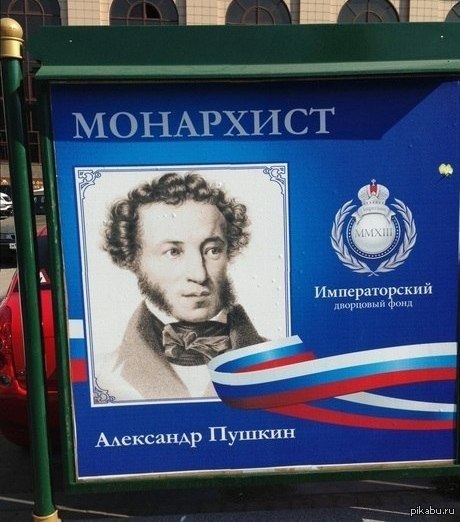 МОНАРХИСТ
MMXIII
Императорский
дворцовый фонд
Александр Пушкин
pikabu.ru